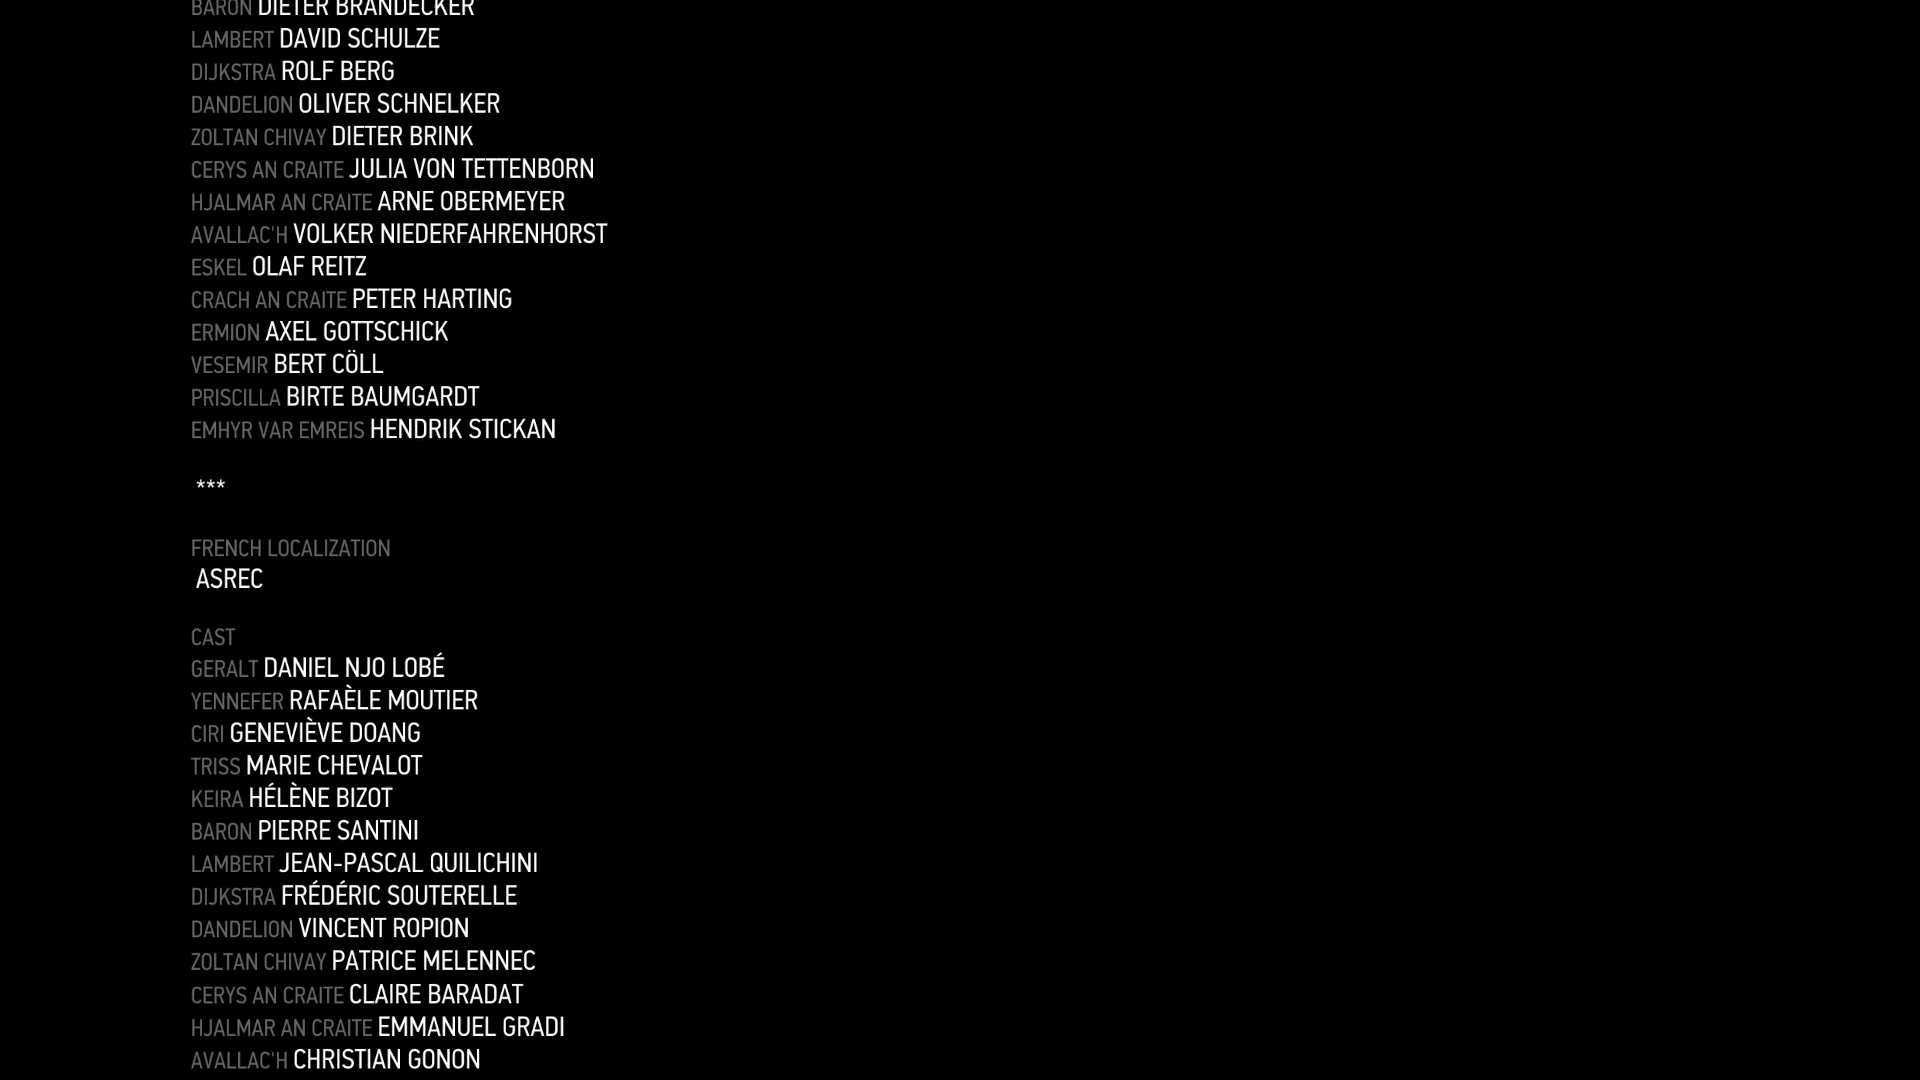 BARON DIETER BRANDECKER
LAMBERT DAVID SCHULZE
DIJKSTRA ROLF BERG
DANDELION OLIVER SCHNELKER
ZOLTAN CHIVAY DIETER BRINK
CERYS AN CRAITE JULIA VON TETTENBORN
HJALMAR AN CRAITE ARNE OBERMEYER
AVALLAC'H VOLKER NIEDERFAHRENHORST
ESKEL OLAF REITZ
CRACH AN CRAITE PETER HARTING
ERMION AXEL GOTTSCHICK
VESEMIR BERT CÖLL
PRISCILLA BIRTE BAUMGARDT
EMHYR VAR EMREIS HENDRIK STICKAN
***
FRENCH LOCALIZATION
ASREC
CAST
GERALT DANIEL NJO LOBÉ
YENNEFER RAFAÈLE MOUTIER
CIRI GENEVIÈVE DOANG
TRISS MARIE CHEVALOT
KEIRA HÉLÈNE BIZOT
BARON PIERRE SANTINI
LAMBERT JEAN-PASCAL QUILICHINI
DIJKSTRA FRÉDÉRIC SOUTERELLE
DANDELION VINCENT ROPION
ZOLTAN CHIVAY PATRICE MELENNEC
CERYS AN CRAITE CLAIRE BARADAT
HJALMAR AN CRAITE EMMANUEL GRADI
AVALLAC'H CHRISTIAN GONON